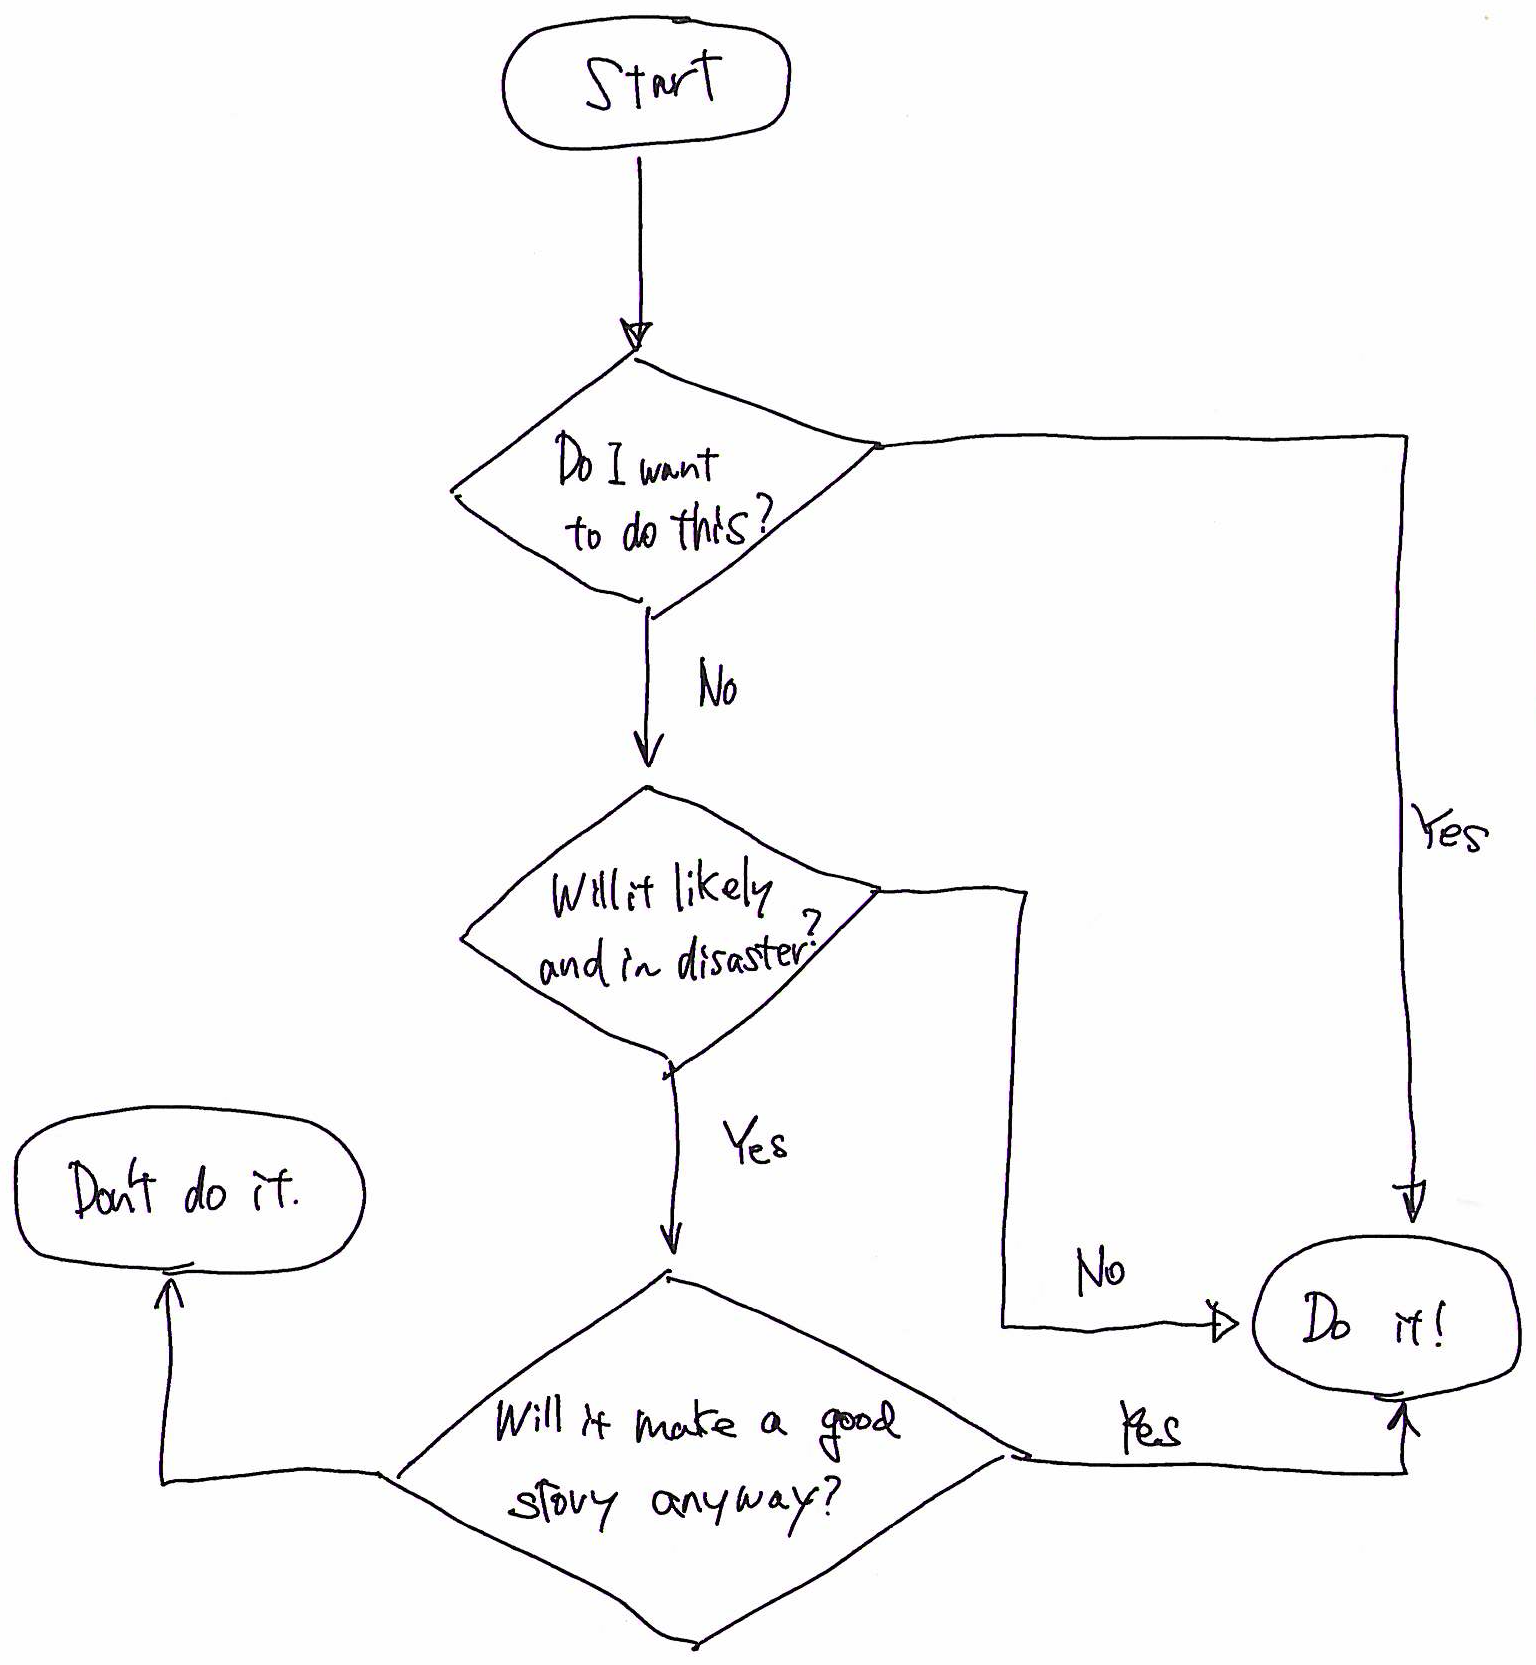 Start
Do I want
to do this?
No
Yes
Will it likely
and in disaster?
Yes
Don't do it.
No
Do it!
Will it make a good
story anyway?
Yes